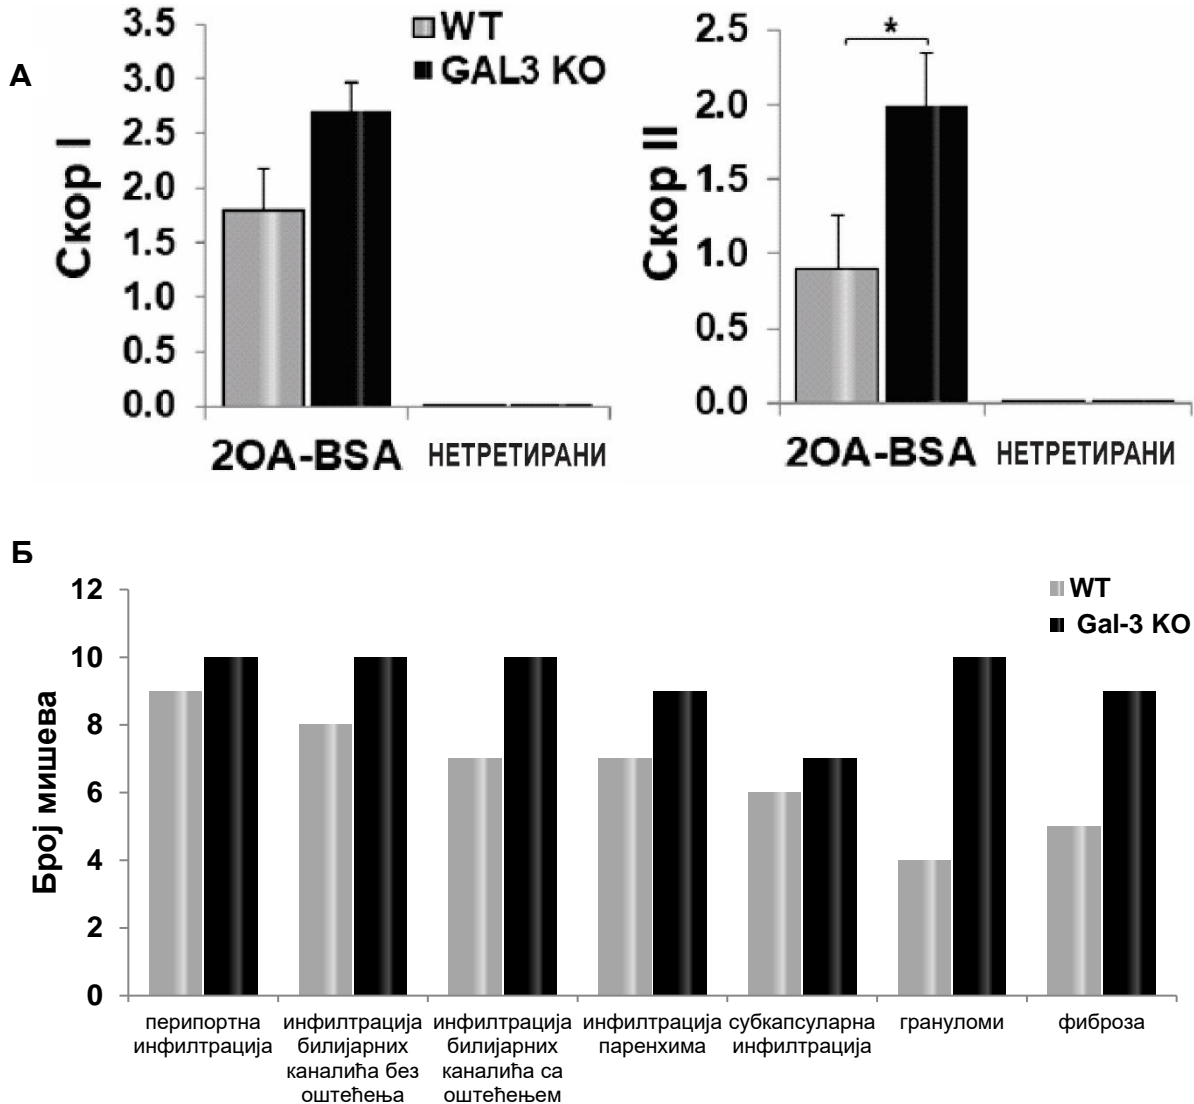 А
Скор I
3.5
3.0
2.5
2.0
1.5
1.0
0.5
0.0
WT
GAL3 KO
2OA-BSA НЕТРЕТИРАНИ
Скор II
2.5
2.0
1.5
1.0
0.5
0.0
*
2OA-BSA НЕТРЕТИРАНИ
Б
Број мишева
12
10
8
6
4
2
0
WT
Gal-3 KO
перипортна
инфилтрација
инфилтрација
билијарних
каналића без
оштећења
инфилтрација
билијарних
каналића са
оштећењем
инфилтрација
паренхима
субкапсуларна
инфилтрација
грануломи
фиброза